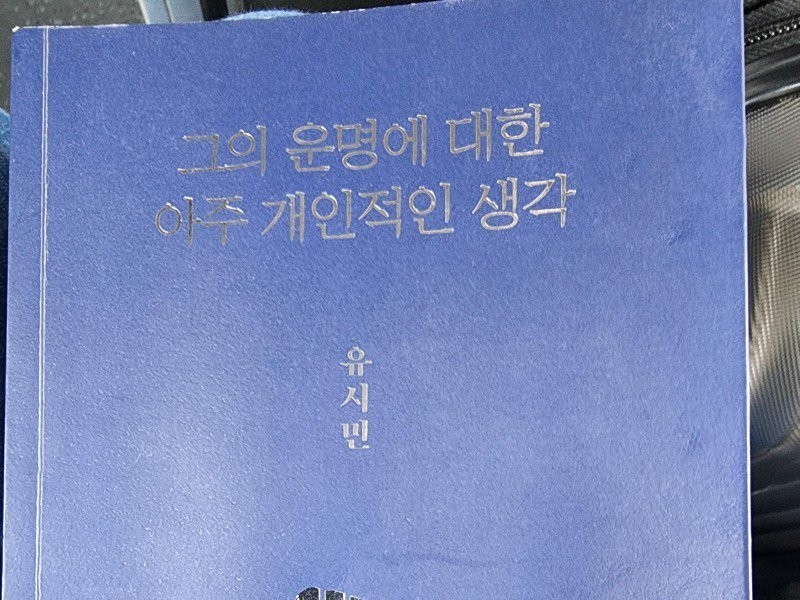 그의 운명에 대한
아주 개인적인 생각
유시민